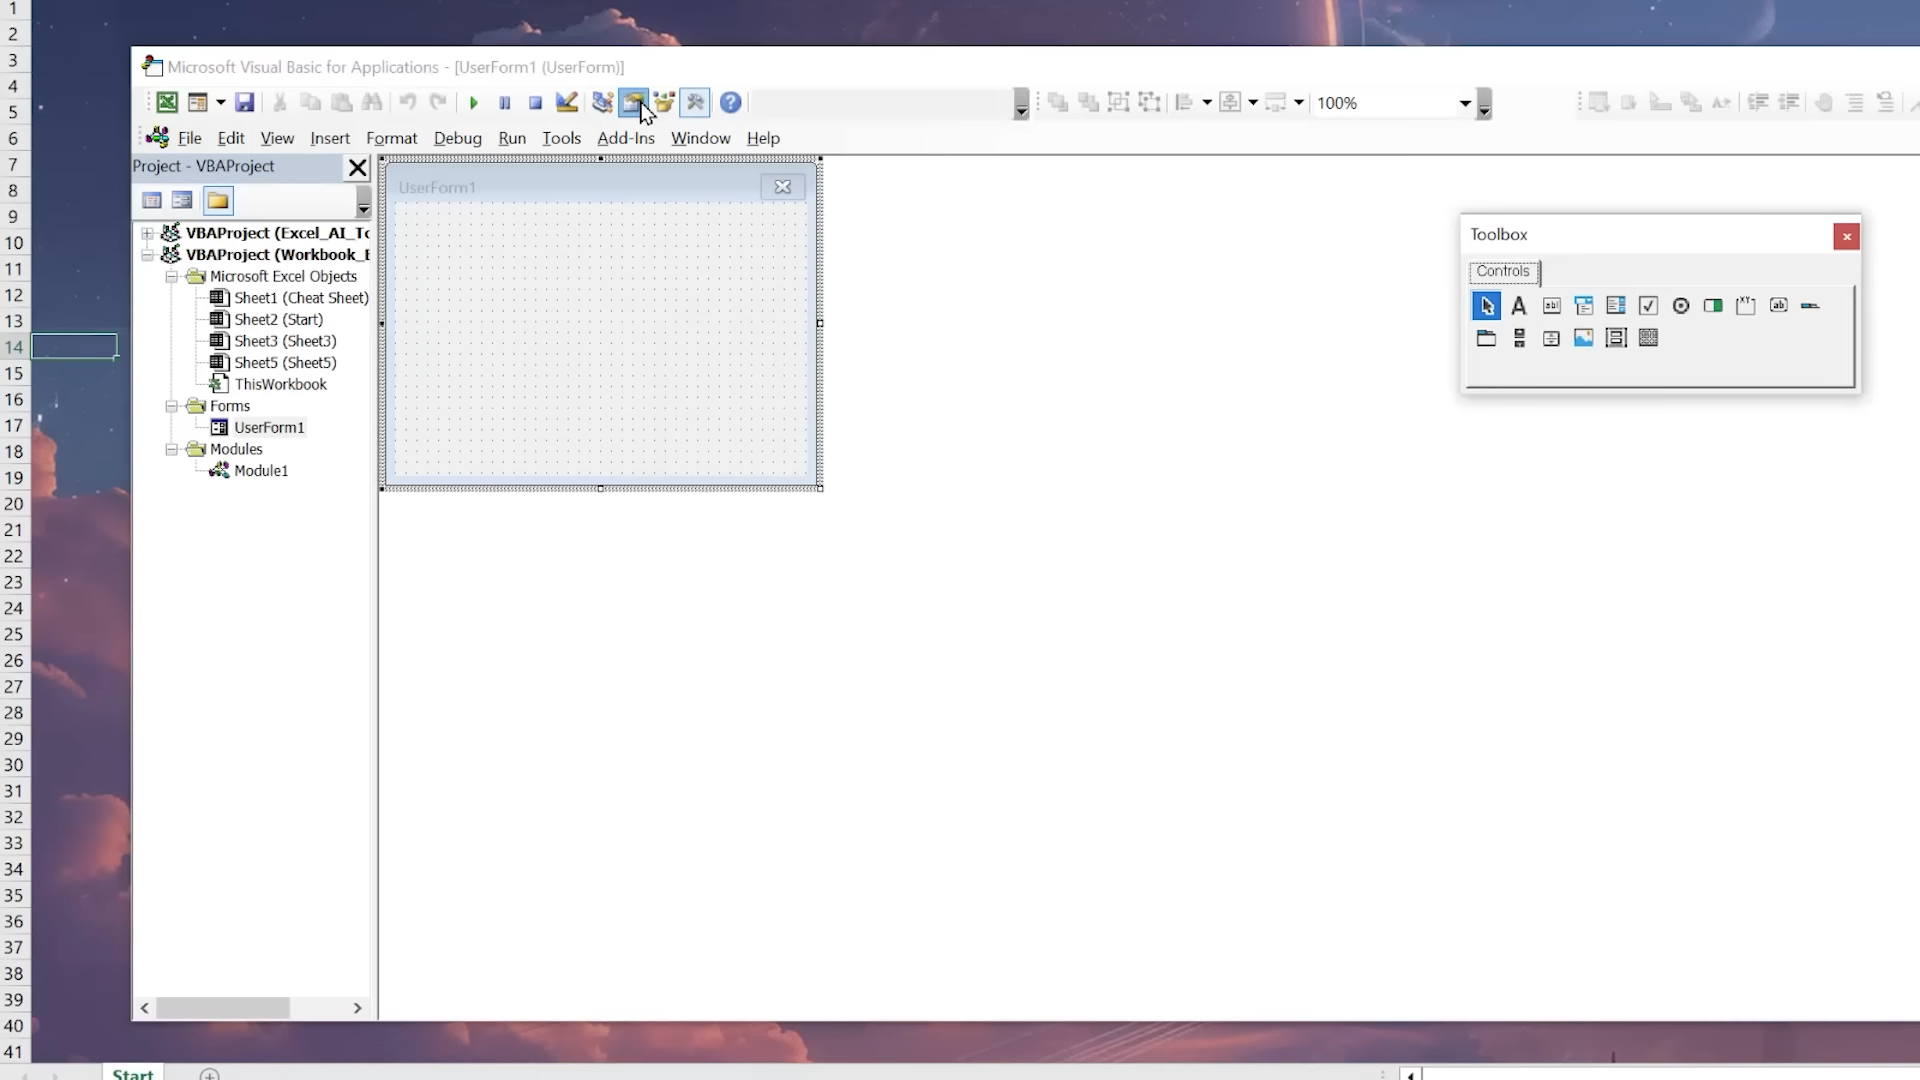 Microsoft Visual Basic for Applications - [UserForm1 (UserForm)]
100%
File Edit View Insert Format Debug Run Tools Add-Ins Window Help
Project - VBAProject
UserForm1
VBAProject (Excel_AI_To
VBAProject (Workbook_E
Microsoft Excel Objects
Sheet1 (Cheat Sheet)
Sheet2 (Start)
Sheet3 (Sheet3)
Sheet5 (Sheet5)
ThisWorkbook
Forms
UserForm1
Modules
Module1
Toolbox
Controls
1
2
3
4
5
6
7
8
9
10
11
12
13
14
15
16
17
18
19
20
21
22
23
24
25
26
27
28
29
30
31
32
33
34
35
36
37
38
39
40
41
Start